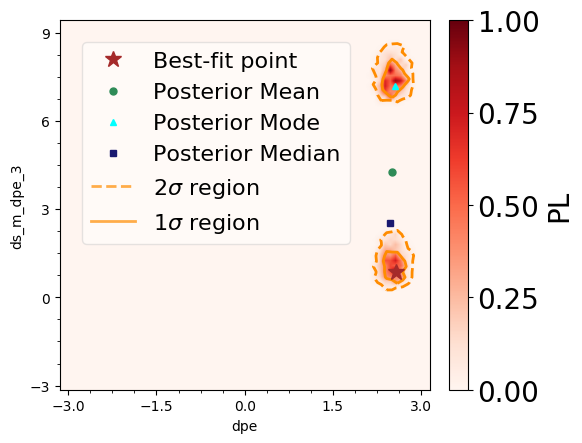 9
6
3
0
−3
−3.0
−1.5
0.0
1.5
3.0
dpe
ds_m_dpe_3
Best-fit point
Posterior Mean
Posterior Mode
Posterior Median
2σ region
1σ region
1.00
0.75
0.50
0.25
0.00
PL